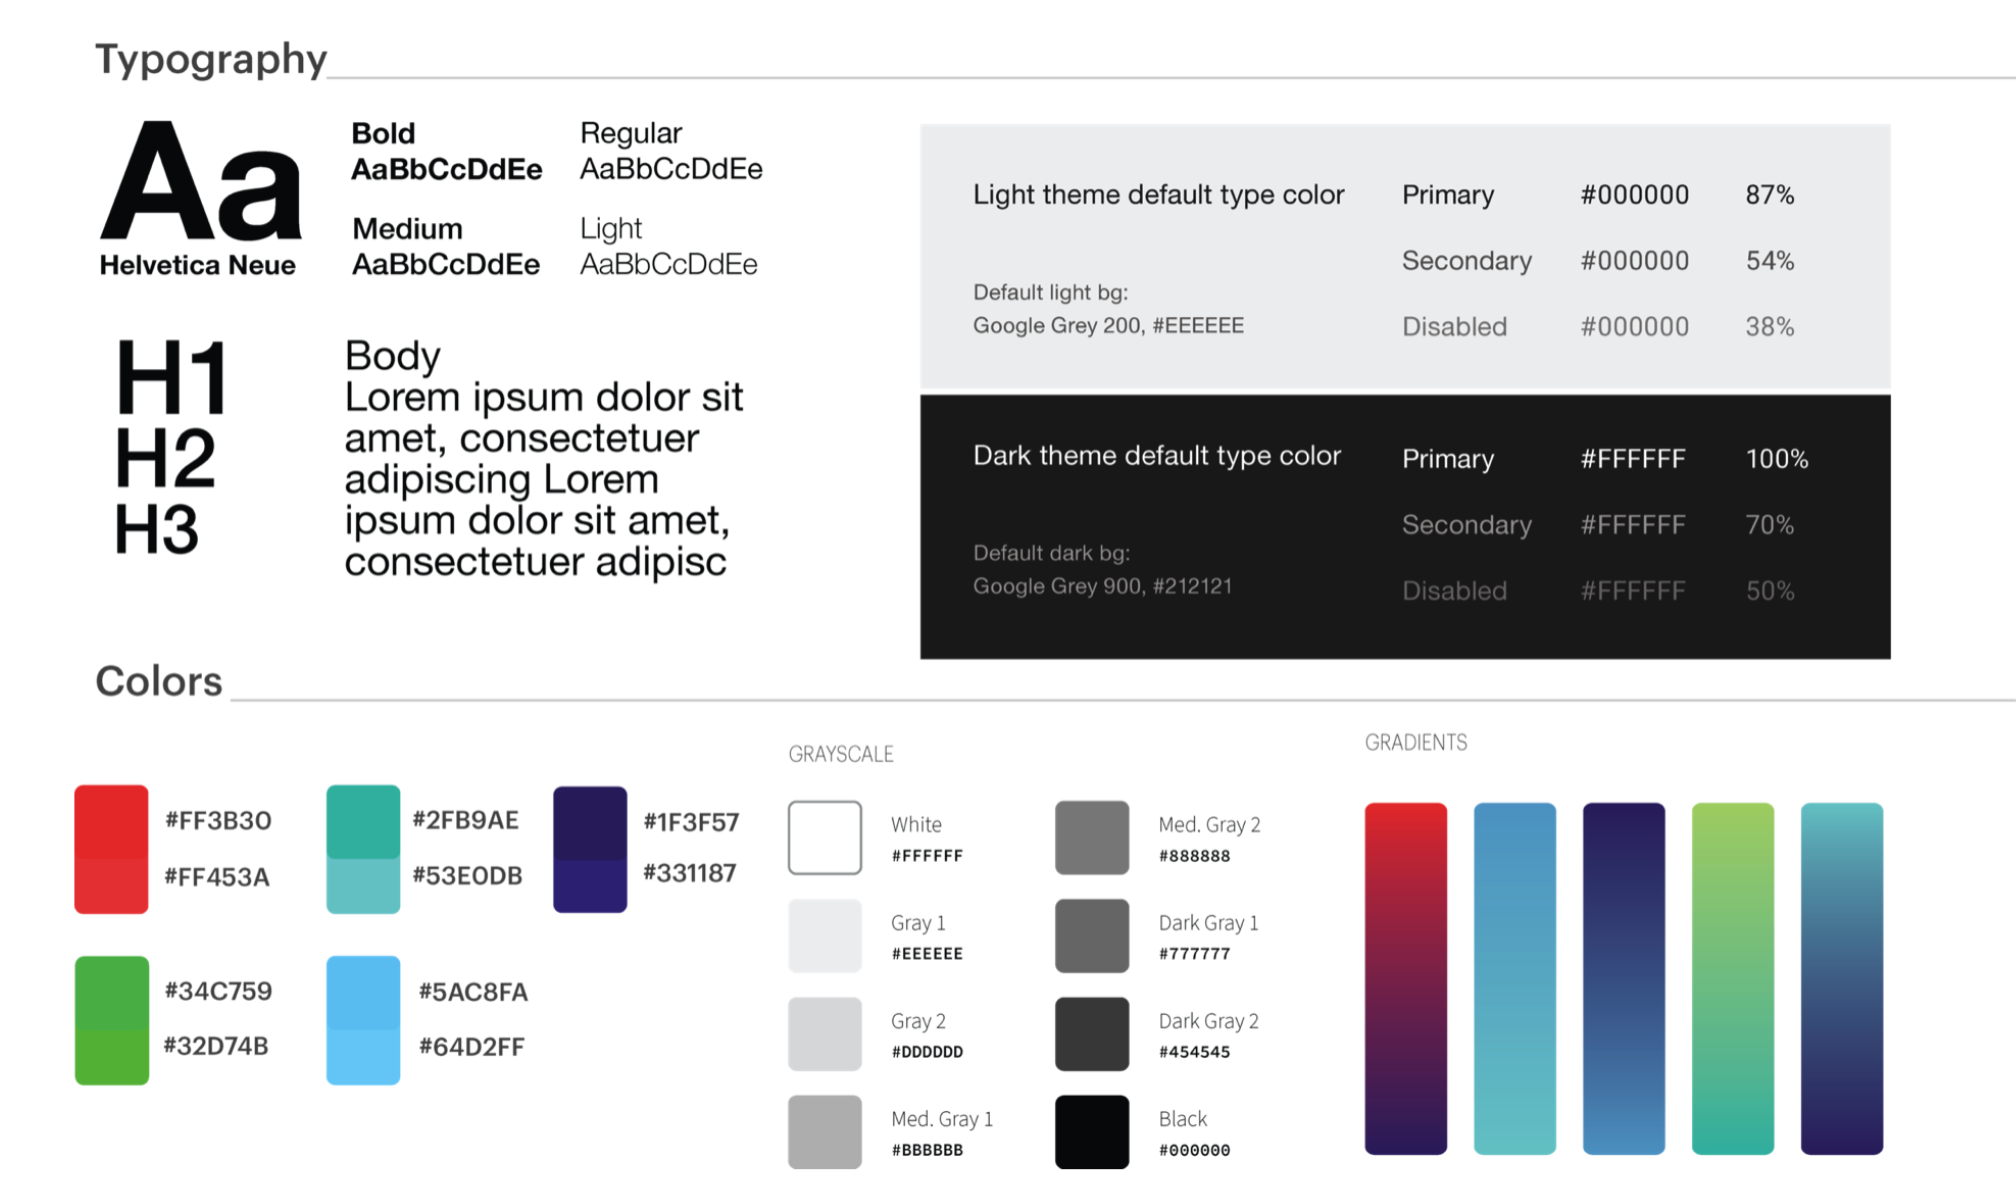 Typography
Aa
Helvetica Neue
Bold
AaBbCcDdEe
Regular
AaBbCcDdEe
Medium
AaBbCcDdEe
Light
AaBbCcDdEe
H1
H2
H3
Body
Lorem ipsum dolor sit
amet, consectetuer
adipiscing Lorem
ipsum dolor sit amet,
consectetuer adipisc
Light theme default type color
Primary #000000 87%
Secondary #000000 54%
Default light bg:
Google Grey 200, #EEEEEE
Disabled #000000 38%
Dark theme default type color
Primary #FFFFFF 100%
Secondary #FFFFFF 70%
Default dark bg:
Google Grey 900, #212121
Disabled #FFFFFF 50%
Colors
#FF3B30
#FF453A
#2FB9AE
#53E0DB
#1F3F57
#331187
#34C759
#32D74B
#5AC8FA
#64D2FF
GRAYSCALE
White
#FFFFFF
Gray 1
#EEEEEE
Gray 2
#DDDDDD
Med. Gray 1
#BBBBBB
Med. Gray 2
#888888
Dark Gray 1
#777777
Dark Gray 2
#454545
Black
#000000
GRADIENTS